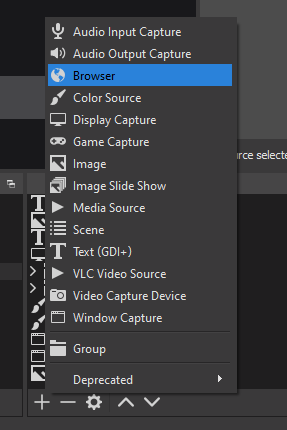 Audio Input Capture
Audio Output Capture
Browser
Color Source
Display Capture
Game Capture
Image
Image Slide Show
Media Source
Scene
Text (GDI+)
VLC Video Source
Video Capture Device
Window Capture
Group
Deprecated
urce selecte